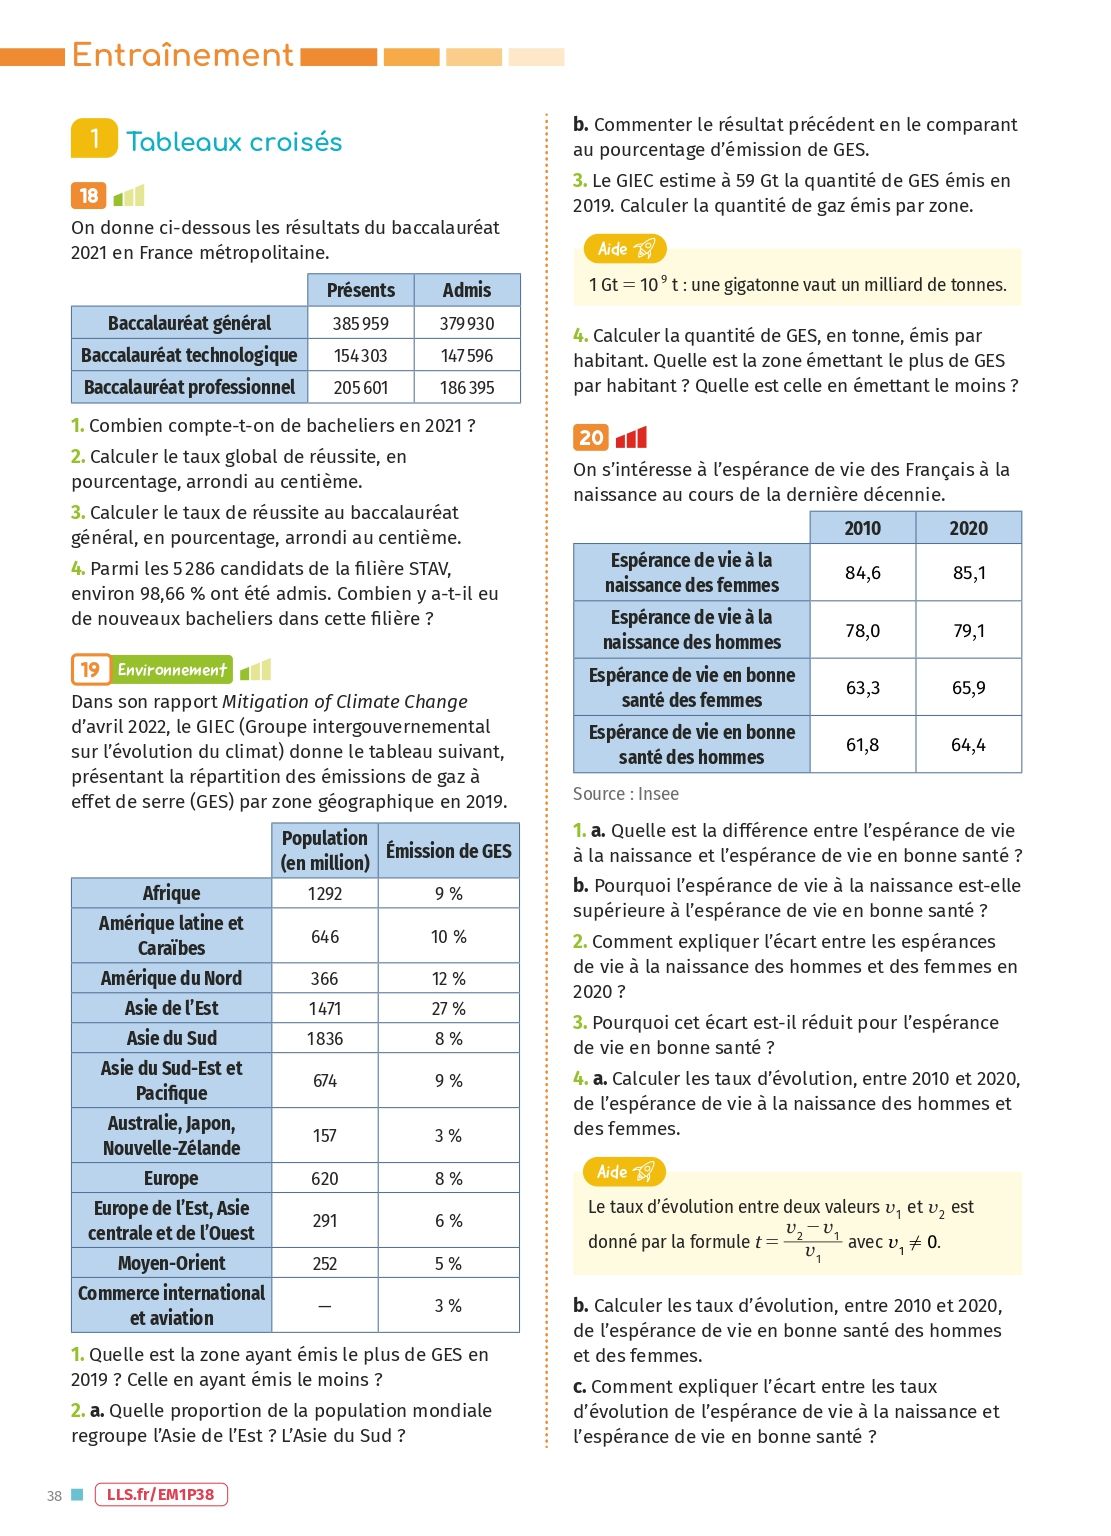 Entraînement
1 Tableaux croisés
18
On donne ci-dessous les résultats du baccalauréat
2021 en France métropolitaine.
Présents Admis
Baccalauréat général 385 959 379 930
Baccalauréat technologique 154 303 147 596
Baccalauréat professionnel 205 601 186 395
1. Combien compte-t-on de bacheliers en 2021 ?
2. Calculer le taux global de réussite, en
pourcentage, arrondi au centième.
3. Calculer le taux de réussite au baccalauréat
général, en pourcentage, arrondi au centième.
4. Parmi les 5 286 candidats de la filière STAV,
environ 98,66 % ont été admis. Combien y a-t-il eu
de nouveaux bacheliers dans cette filière ?
19 Environnement
Dans son rapport Mitigation of Climate Change
d'avril 2022, le GIEC (Groupe intergouvernemental
sur l'évolution du climat) donne le tableau suivant,
présentant la répartition des émissions de gaz à
effet de serre (GES) par zone géographique en 2019.
Population
(en million)
Émission de GES
Afrique 1 292 9 %
Amérique latine et
Caraïbes
646 10 %
Amérique du Nord 366 12 %
Asie de l'Est 1 471 27 %
Asie du Sud 1 836 8 %
Asie du Sud-Est et
Pacifique
674 9 %
Australie, Japon,
Nouvelle-Zélande
157 3 %
Europe 620 8 %
Europe de l'Est, Asie
centrale et de l'Ouest
291 6 %
Moyen-Orient 252 5 %
Commerce international
et aviation
— 3 %
1. Quelle est la zone ayant émis le plus de GES en
2019 ? Celle en ayant émis le moins ?
2. a. Quelle proportion de la population mondiale
regroupe l'Asie de l'Est ? L'Asie du Sud ?
b. Commenter le résultat précédent en le comparant
au pourcentage d'émission de GES.
3. Le GIEC estime à 59 Gt la quantité de GES émis en
2019. Calculer la quantité de gaz émis par zone.
Aide
1 Gt = 10⁹ t : une gigatonne vaut un milliard de tonnes.
4. Calculer la quantité de GES, en tonne, émis par
habitant. Quelle est la zone émettant le plus de GES
par habitant ? Quelle est celle en émettant le moins ?
20
On s'intéresse à l'espérance de vie des Français à la
naissance au cours de la dernière décennie.
2010 2020
Espérance de vie à la
naissance des femmes
84,6 85,1
Espérance de vie à la
naissance des hommes
78,0 79,1
Espérance de vie en bonne
santé des femmes
63,3 65,9
Espérance de vie en bonne
santé des hommes
61,8 64,4
Source : Insee
1. a. Quelle est la différence entre l'espérance de vie
à la naissance et l'espérance de vie en bonne santé ?
b. Pourquoi l'espérance de vie à la naissance est-elle
supérieure à l'espérance de vie en bonne santé ?
2. Comment expliquer l'écart entre les espérances
de vie à la naissance des hommes et des femmes en
2020 ?
3. Pourquoi cet écart est-il réduit pour l'espérance
de vie en bonne santé ?
4. a. Calculer les taux d'évolution, entre 2010 et 2020,
de l'espérance de vie à la naissance des hommes et
des femmes.
Aide
Le taux d'évolution entre deux valeurs v₁ et v₂ est
donné par la formule t = (v₂ − v₁)/v₁ avec v₁ ≠ 0.
b. Calculer les taux d'évolution, entre 2010 et 2020,
de l'espérance de vie en bonne santé des hommes
et des femmes.
c. Comment expliquer l'écart entre les taux
d'évolution de l'espérance de vie à la naissance et
l'espérance de vie en bonne santé ?
38 LLS.fr/EM1P38